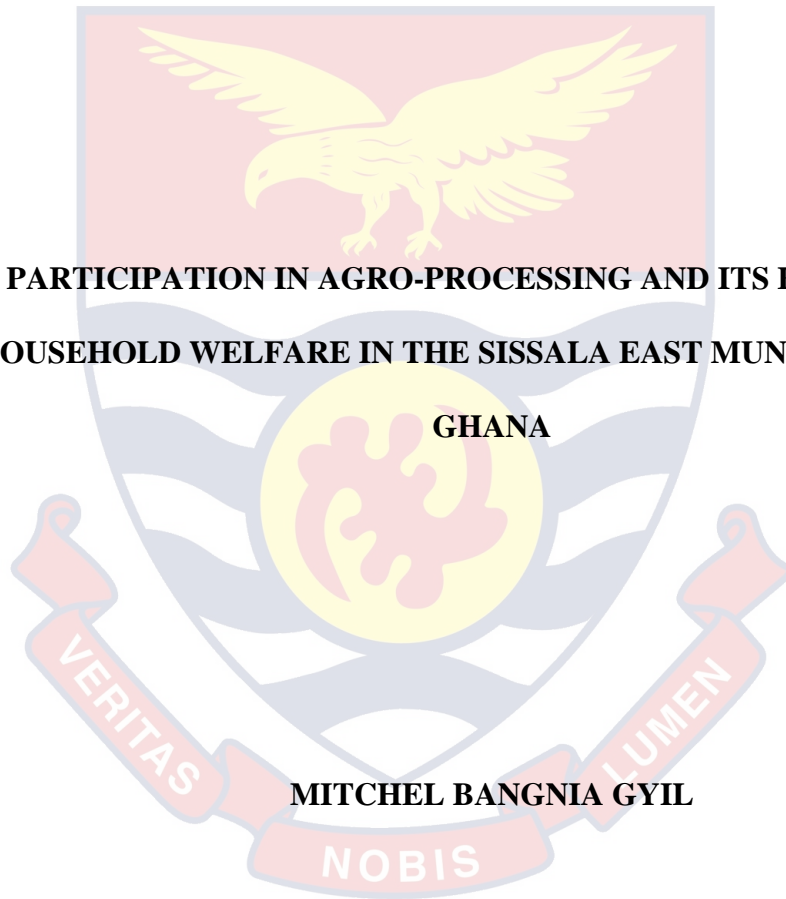 PARTICIPATION IN AGRO-PROCESSING AND ITS
OUSEHOLD WELFARE IN THE SISSALA EAST MUN
GHANA
VERITAS
LUMEN
MITCHEL BANGNIA GYIL
NOBIS